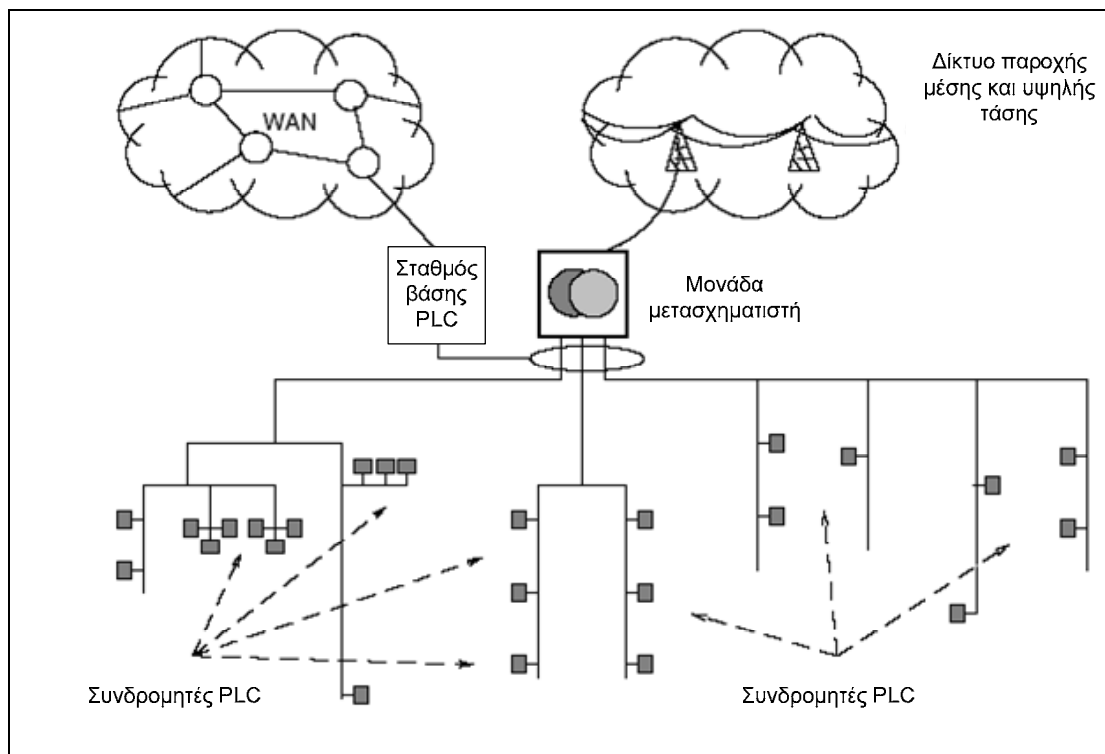 Δίκτυο παροχής
μέσης και υψηλής
τάσης
WAN
Σταθμός
βάσης
PLC
Μονάδα
μετασχηματιστή
Συνδρομητές PLC
Συνδρομητές PLC